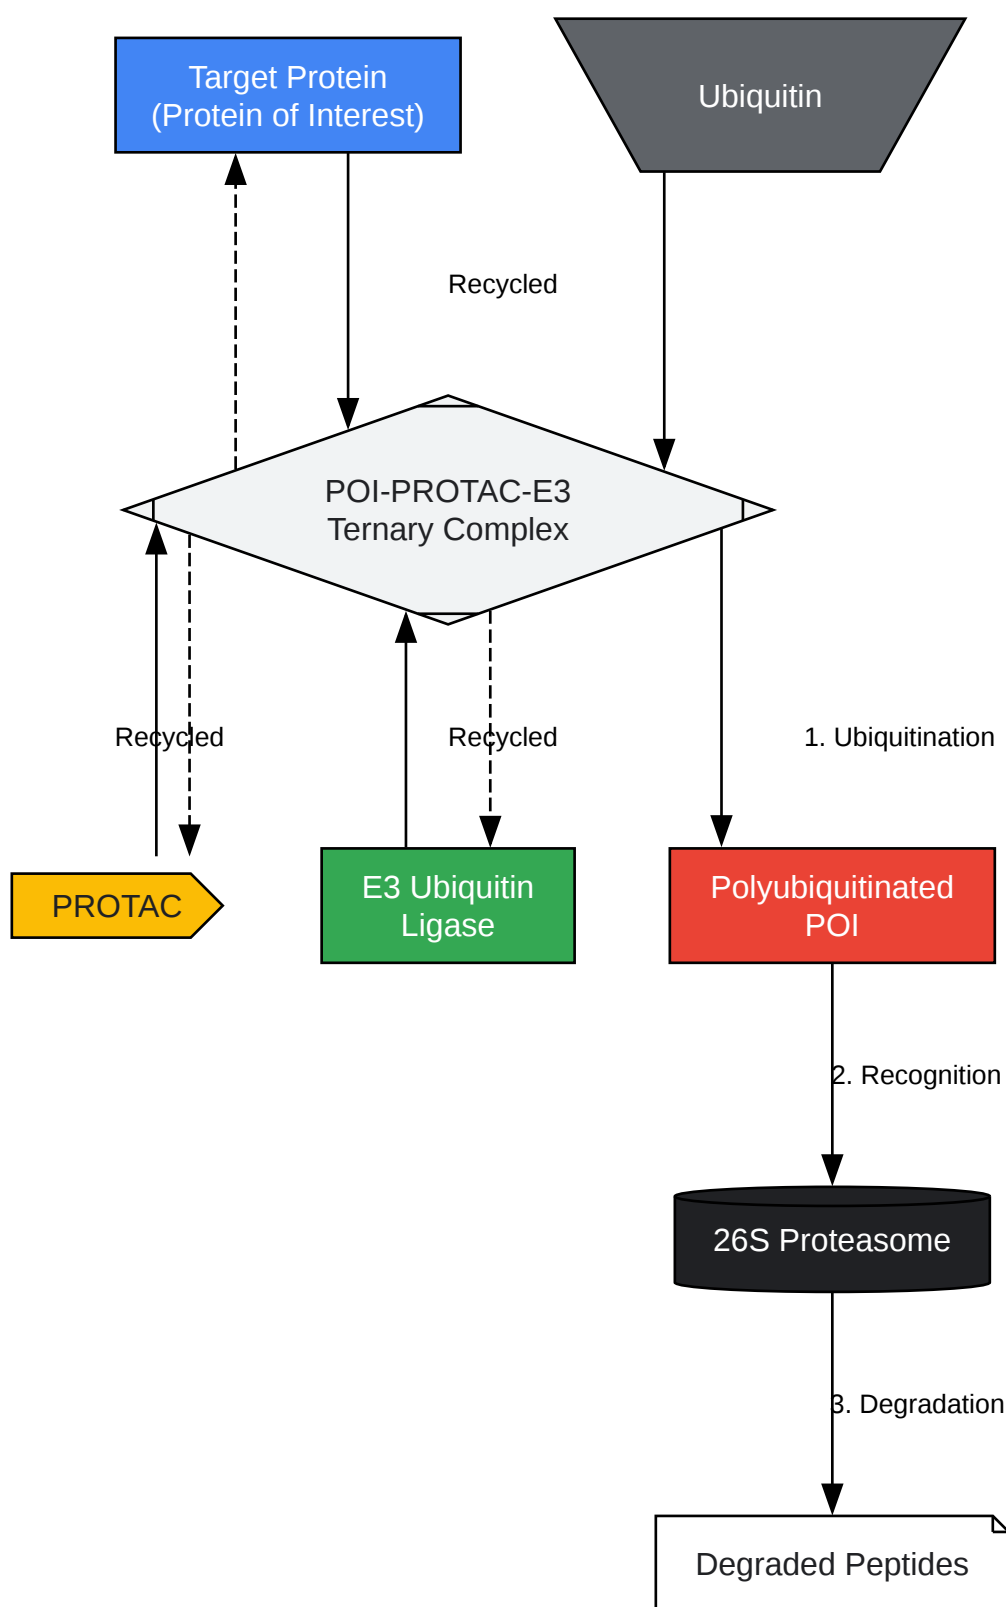 Target Protein
(Protein of Interest)
Ubiquitin
Recycled
POI-PROTAC-E3
Ternary Complex
Recycled
Recycled
1. Ubiquitination
PROTAC
E3 Ubiquitin
Ligase
Polyubiquitinated
POI
2. Recognition
26S Proteasome
3. Degradation
Degraded Peptides